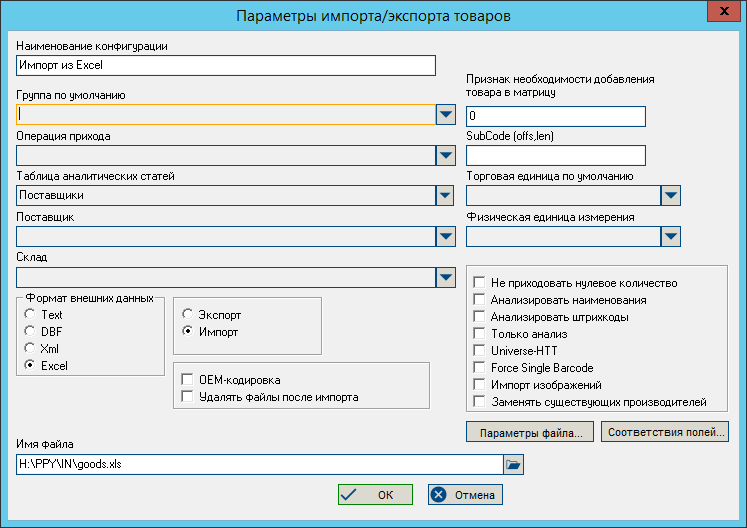 Параметры импорта/экспорта товаров
x
Наименование конфигурации
Импорт из Excel
Группа по умолчанию
Признак необходимости добавления
товара в матрицу
0
Операция прихода
SubCode (offs,len)
Таблица аналитических статей
Поставщики
Торговая единица по умолчанию
Поставщик
Физическая единица измерения
Склад
Формат внешних данных
Text
DBF
Xml
Excel
Экспорт
Импорт
OEM-кодировка
Удалять файлы после импорта
Не приходовать нулевое количество
Анализировать наименования
Анализировать штрихкоды
Только анализ
Universe-HTT
Force Single Barcode
Импорт изображений
Заменять существующих производителей
Параметры файла...
Соответствия полей...
Имя файла
H:\PPY\IN\goods.xls
OK
Отмена